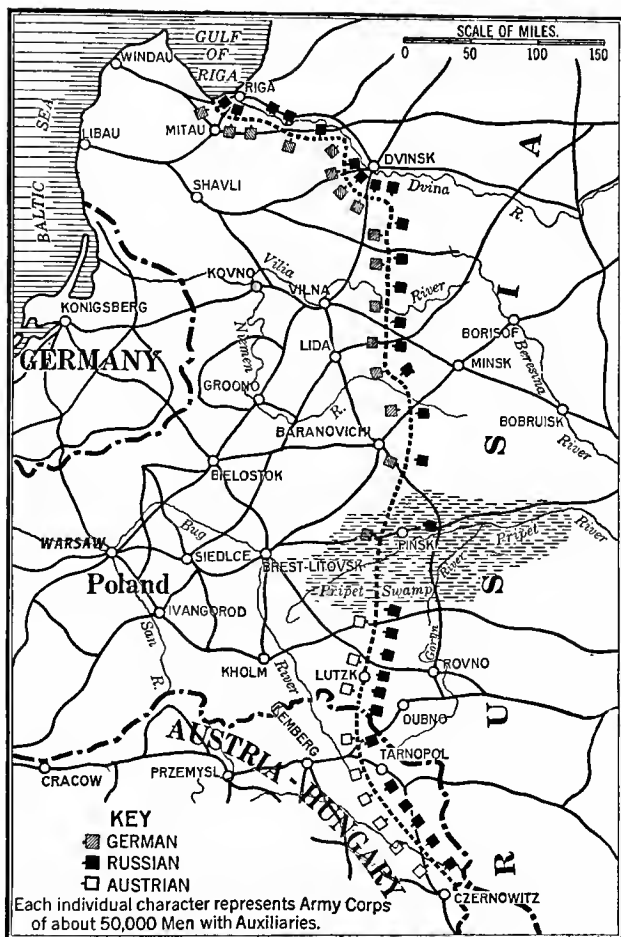 SCALE OF MILES.
0 50 100 150
GULF
OF
RIGA
WINDAU
RIGA
BALTIC SEA
LIBAU
MITAU
DVINSK
Dvina
R.
SHAVLI
KOVNO
Vilia
VILNA
River
KONIGSBERG
GERMANY
Niemen
R.
LIDA
BORISOF
MINSK
Beresina
River
GROONO
BARANOVICHI
BOBRUISK
BIELOSTOK
WARSAW
Bug
SIEDLCE
BREST-LITOVSK
PINSK
Pripet
River
River
Poland
Pripet Swamp
IVANGOROD
San
R.
KHOLM
River
LUTZK
Goryn
ROVNO
DUBNO
LEMBERG
TARNOPOL
AUSTRIA-HUNGARY
CRACOW
PRZEMYSL
CZERNOWITZ
RUSSIA
KEY
GERMAN
RUSSIAN
AUSTRIAN
Each individual character represents Army Corps
of about 50,000 Men with Auxiliaries.